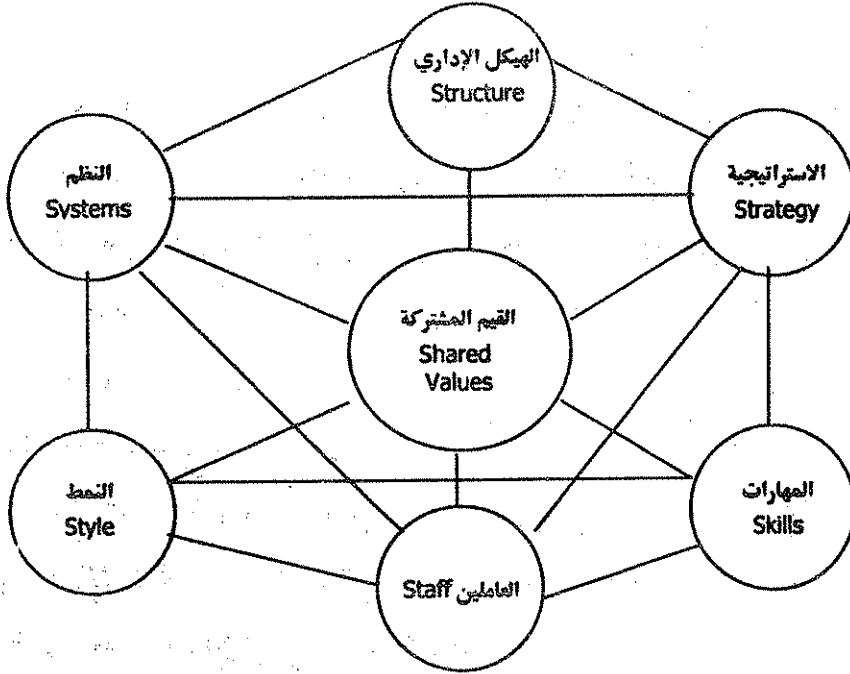 الهيكل الإداري
Structure
النظم
Systems
الاستراتيجية
Strategy
القيم المشتركة
Shared
Values
النمط
Style
المهارات
Skills
العاملين Staff